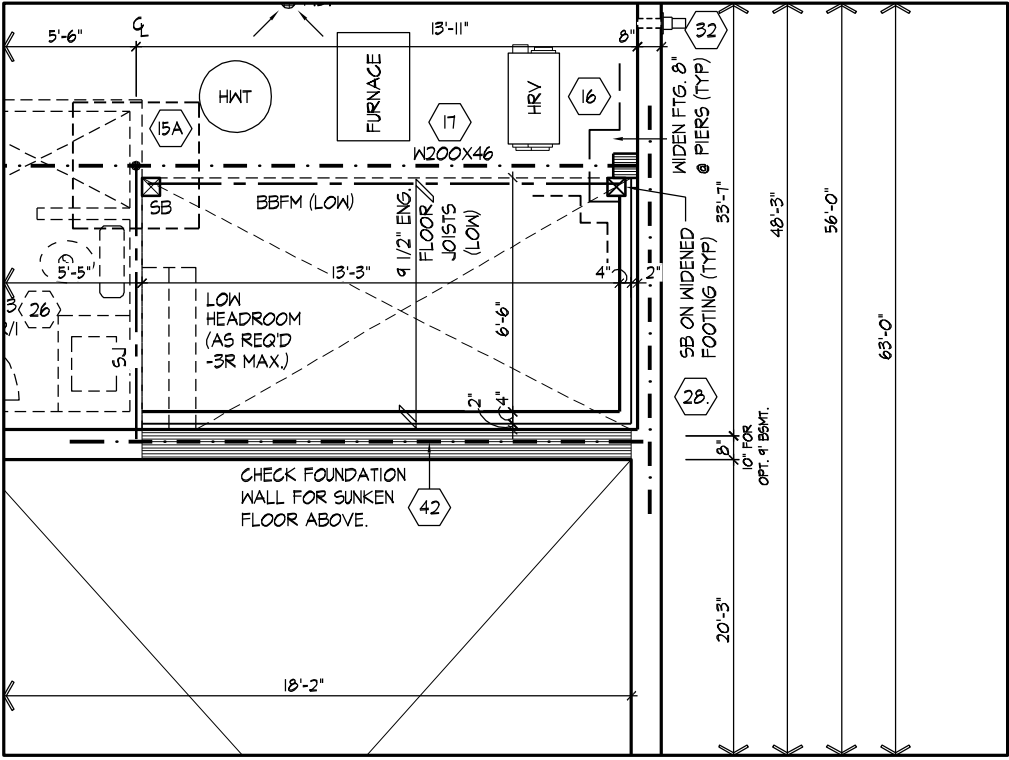 5'-6"
℄
13'-11"
8"
32
HWT
FURNACE
HRV
16
15A
17
W200X46
WIDEN FTG. 8"
@ PIERS (TYP)
SB
BBFM (LOW)
9 1/2" ENG.
FLOOR
JOISTS
(LOW)
33'-7"
48'-3"
56'-0"
63'-0"
5'-5"
13'-3"
4"
2"
SB ON WIDENED
FOOTING (TYP)
26
3
LOW
HEADROOM
(AS REQ'D
-3R MAX.)
6'-6"
SJ
2"
4"
28.
8"
10" FOR
OPT. 9' BSMT.
CHECK FOUNDATION
WALL FOR SUNKEN
FLOOR ABOVE.
42
20'-3"
18'-2"